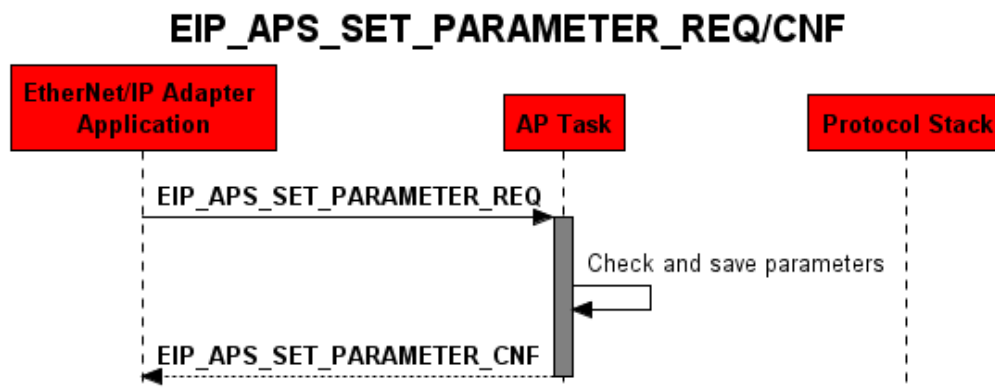 EIP_APS_SET_PARAMETER_REQ/CNF
EtherNet/IP Adapter
Application
AP Task
Protocol Stack
EIP_APS_SET_PARAMETER_REQ
Check and save parameters
EIP_APS_SET_PARAMETER_CNF